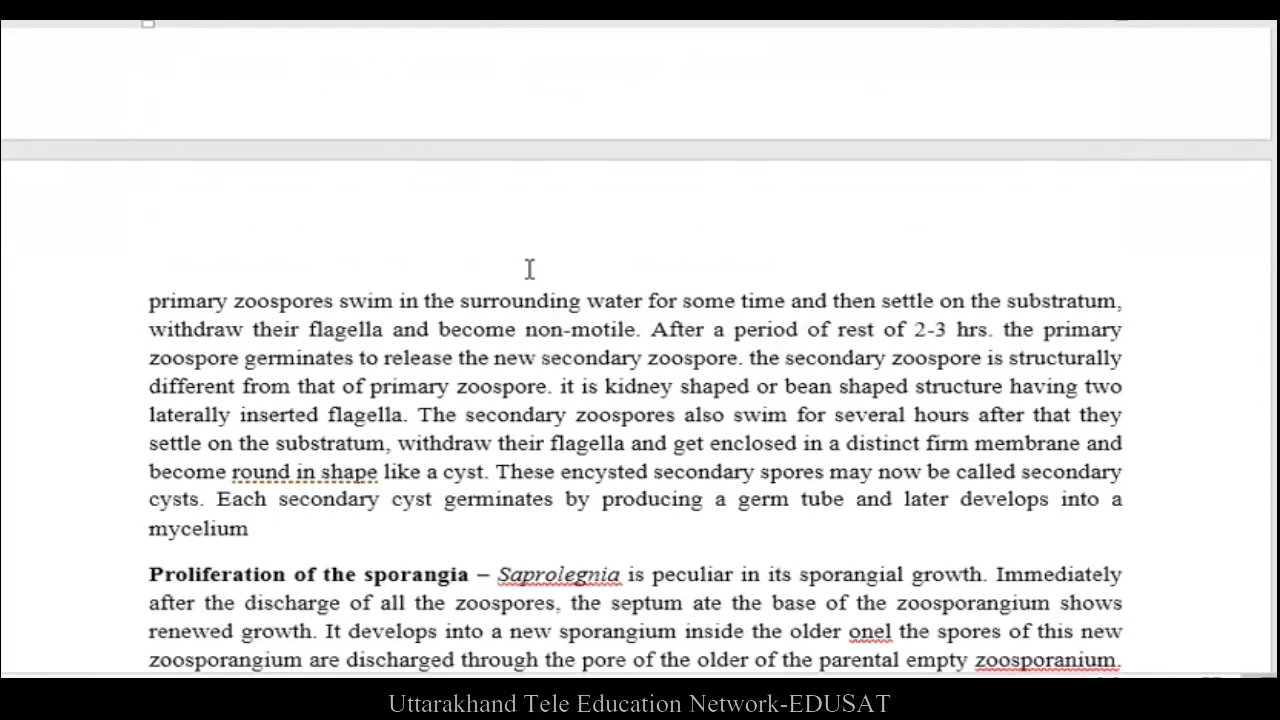 primary zoospores swim in the surrounding water for some time and then settle on the substratum,
withdraw their flagella and become non-motile. After a period of rest of 2-3 hrs. the primary
zoospore germinates to release the new secondary zoospore. the secondary zoospore is structurally
different from that of primary zoospore. it is kidney shaped or bean shaped structure having two
laterally inserted flagella. The secondary zoospores also swim for several hours after that they
settle on the substratum, withdraw their flagella and get enclosed in a distinct firm membrane and
become round in shape like a cyst. These encysted secondary spores may now be called secondary
cysts. Each secondary cyst germinates by producing a germ tube and later develops into a
mycelium
Proliferation of the sporangia – Saprolegnia is peculiar in its sporangial growth. Immediately
after the discharge of all the zoospores, the septum ate the base of the zoosporangium shows
renewed growth. It develops into a new sporangium inside the older onel the spores of this new
zoosporangium are discharged through the pore of the older of the parental empty zoosporanium.
Uttarakhand Tele Education Network-EDUSAT